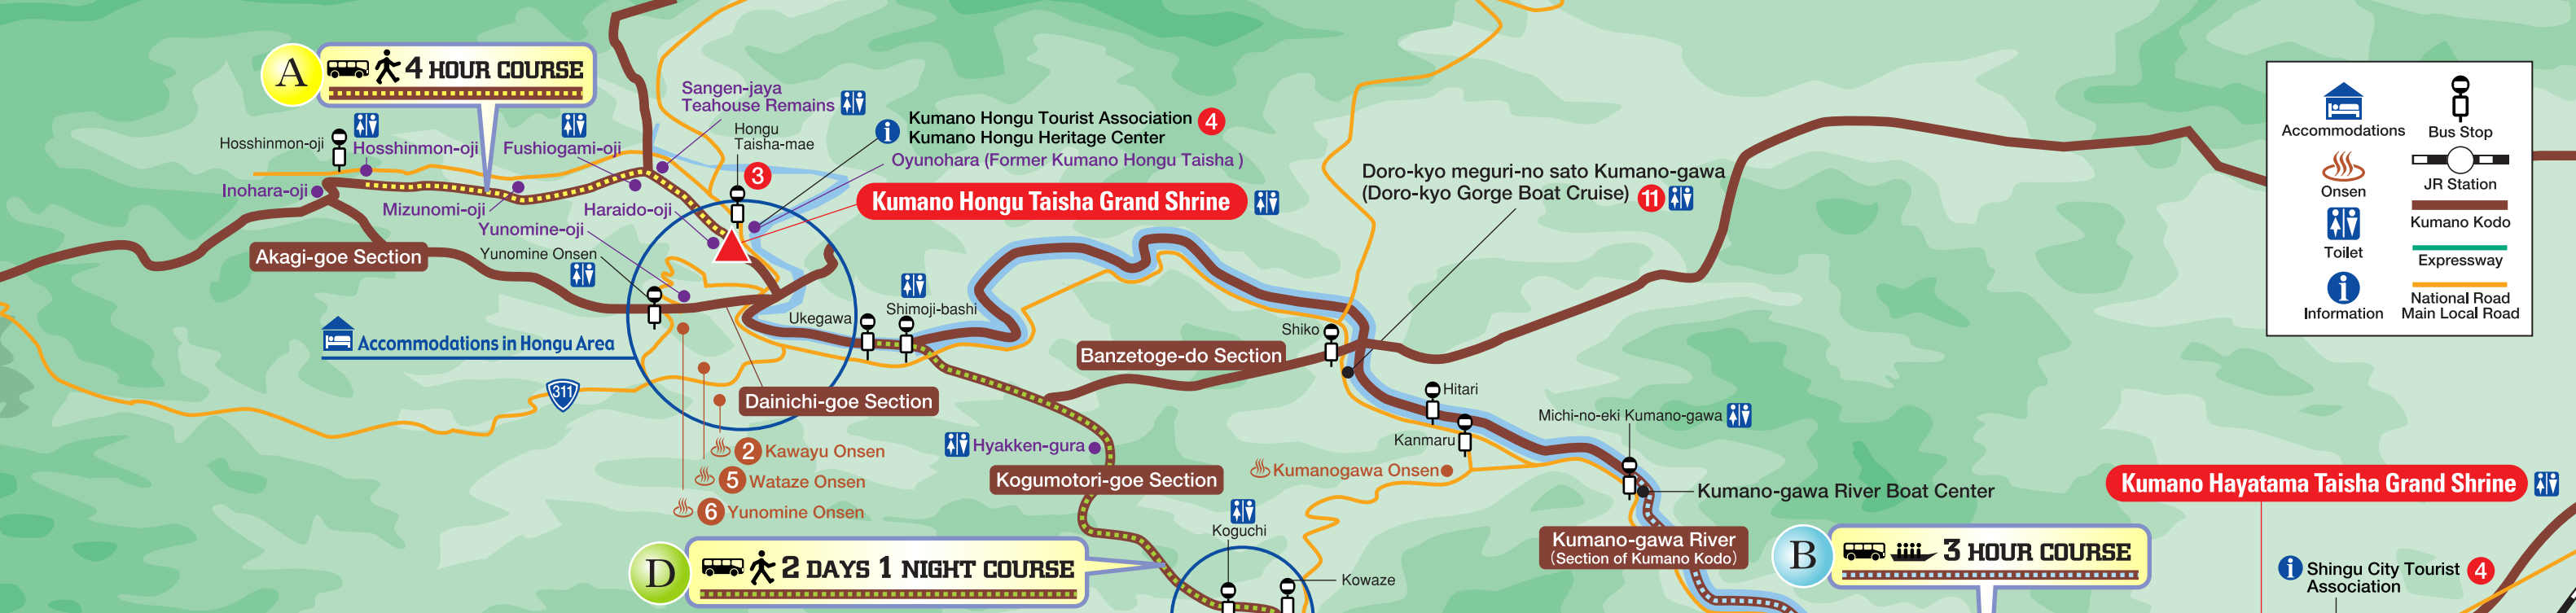 A
4 HOUR COURSE
Sangen-jaya
Teahouse Remains
Hongu
Taisha-mae
3
i
Kumano Hongu Tourist Association 4
Kumano Hongu Heritage Center
Oyunohara (Former Kumano Hongu Taisha )
Kumano Hongu Taisha Grand Shrine
Hosshinmon-oji
Hosshinmon-oji
Fushiogami-oji
Inohara-oji
Mizunomi-oji
Haraido-oji
Yunomine-oji
Akagi-goe Section
Yunomine Onsen
Accommodations in Hongu Area
311
Ukegawa
Shimoji-bashi
Dainichi-goe Section
2 Kawayu Onsen
5 Wataze Onsen
6 Yunomine Onsen
Hyakken-gura
Kogumotori-goe Section
D
2 DAYS 1 NIGHT COURSE
Koguchi
Kowaze
Doro-kyo meguri-no sato Kumano-gawa
(Doro-kyo Gorge Boat Cruise) 11
Shiko
Banzetoge-do Section
Hitari
Kanmaru
Kumanogawa Onsen
Michi-no-eki Kumano-gawa
Kumano-gawa River Boat Center
Kumano-gawa River
(Section of Kumano Kodo)
B
3 HOUR COURSE
Kumano Hayatama Taisha Grand Shrine
i
Shingu City Tourist 4
Association
Accommodations
Bus Stop
Onsen
JR Station
Toilet
Kumano Kodo
Expressway
i
Information
National Road
Main Local Road